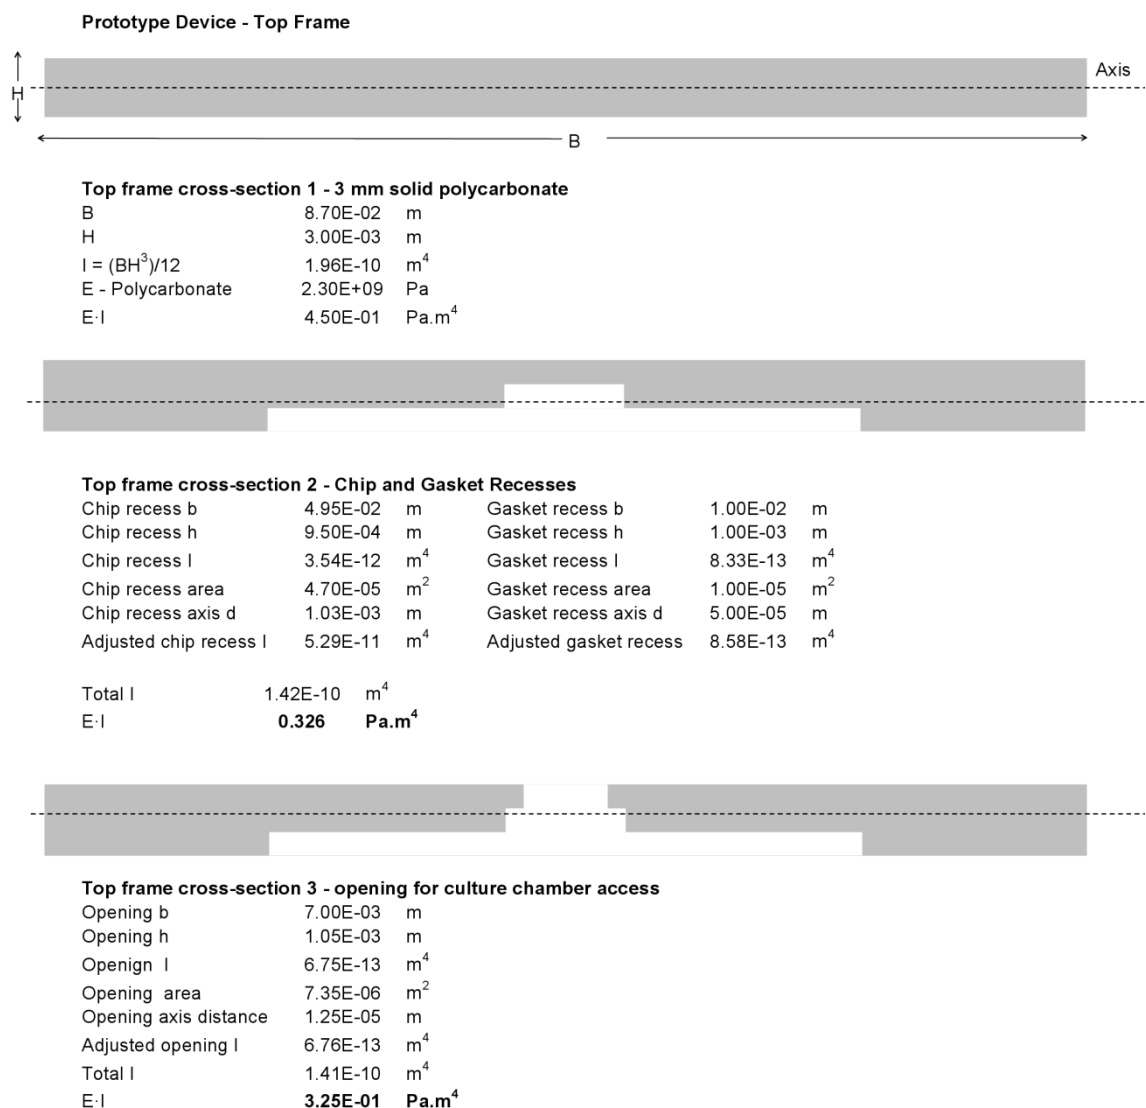 Prototype Device - Top Frame
Axis
H
B
Top frame cross-section 1 - 3 mm solid polycarbonate
B 8.70E-02 m
H 3.00E-03 m
I = (BH³)/12 1.96E-10 m⁴
E - Polycarbonate 2.30E+09 Pa
E·I 4.50E-01 Pa.m⁴
Top frame cross-section 2 - Chip and Gasket Recesses
Chip recess b 4.95E-02 m Gasket recess b 1.00E-02 m
Chip recess h 9.50E-04 m Gasket recess h 1.00E-03 m
Chip recess I 3.54E-12 m⁴ Gasket recess I 8.33E-13 m⁴
Chip recess area 4.70E-05 m² Gasket recess area 1.00E-05 m²
Chip recess axis d 1.03E-03 m Gasket recess axis d 5.00E-05 m
Adjusted chip recess I 5.29E-11 m⁴ Adjusted gasket recess 8.58E-13 m⁴
Total I 1.42E-10 m⁴
E·I 0.326 Pa.m⁴
Top frame cross-section 3 - opening for culture chamber access
Opening b 7.00E-03 m
Opening h 1.05E-03 m
Openign I 6.75E-13 m⁴
Opening area 7.35E-06 m²
Opening axis distance 1.25E-05 m
Adjusted opening I 6.76E-13 m⁴
Total I 1.41E-10 m⁴
E·I 3.25E-01 Pa.m⁴